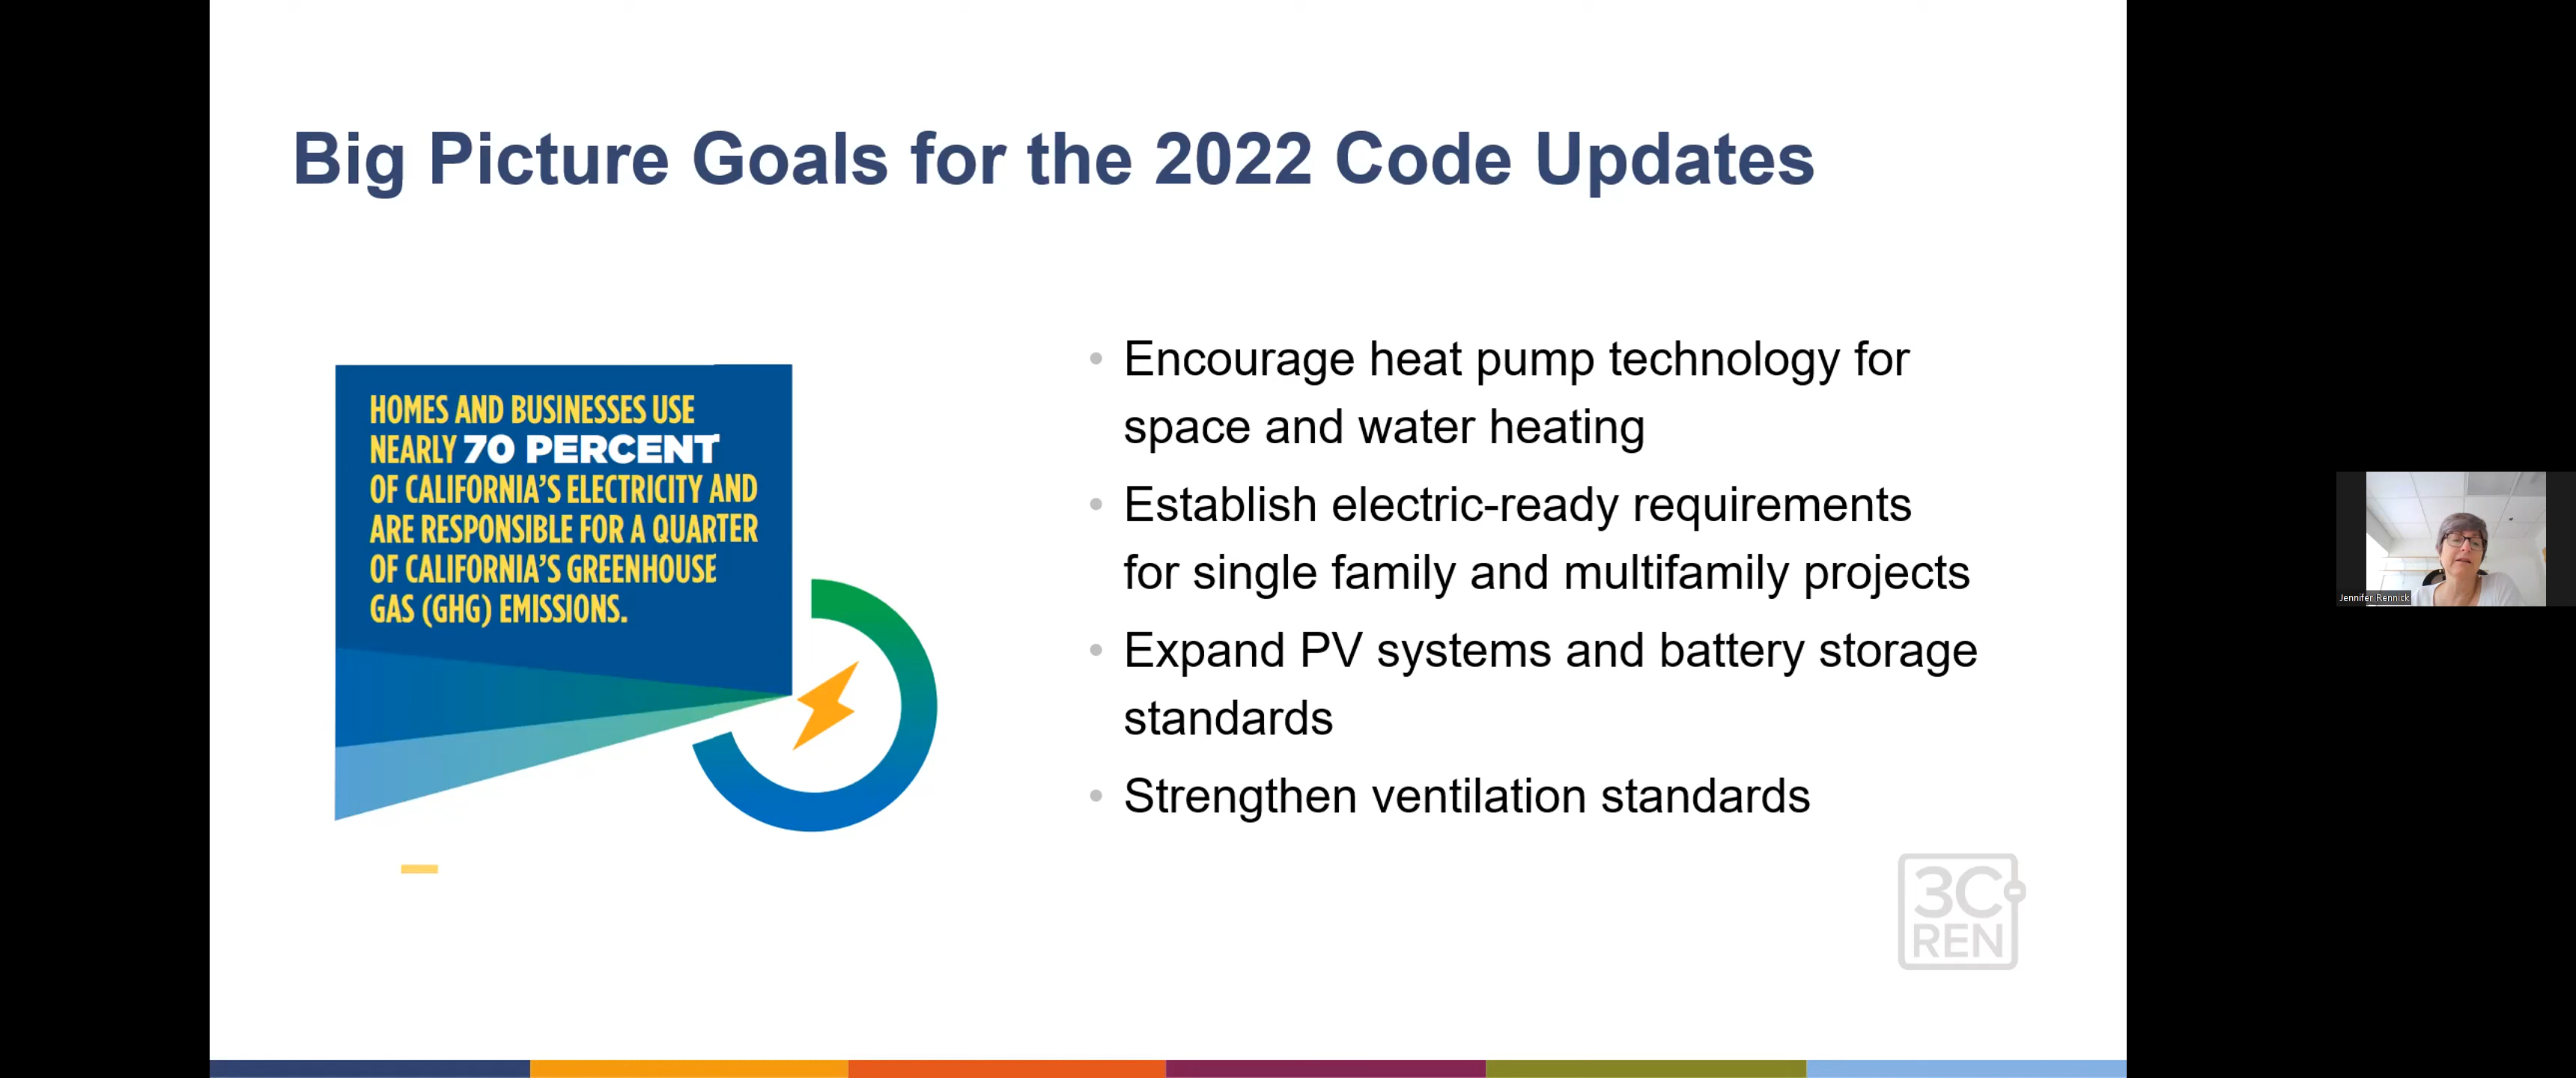 Big Picture Goals for the 2022 Code Updates
HOMES AND BUSINESSES USE
NEARLY 70 PERCENT
OF CALIFORNIA'S ELECTRICITY AND
ARE RESPONSIBLE FOR A QUARTER
OF CALIFORNIA'S GREENHOUSE
GAS (GHG) EMISSIONS.
• Encourage heat pump technology for
space and water heating
• Establish electric-ready requirements
for single family and multifamily projects
• Expand PV systems and battery storage
standards
• Strengthen ventilation standards
3C-
REN
Jennifer Rennick